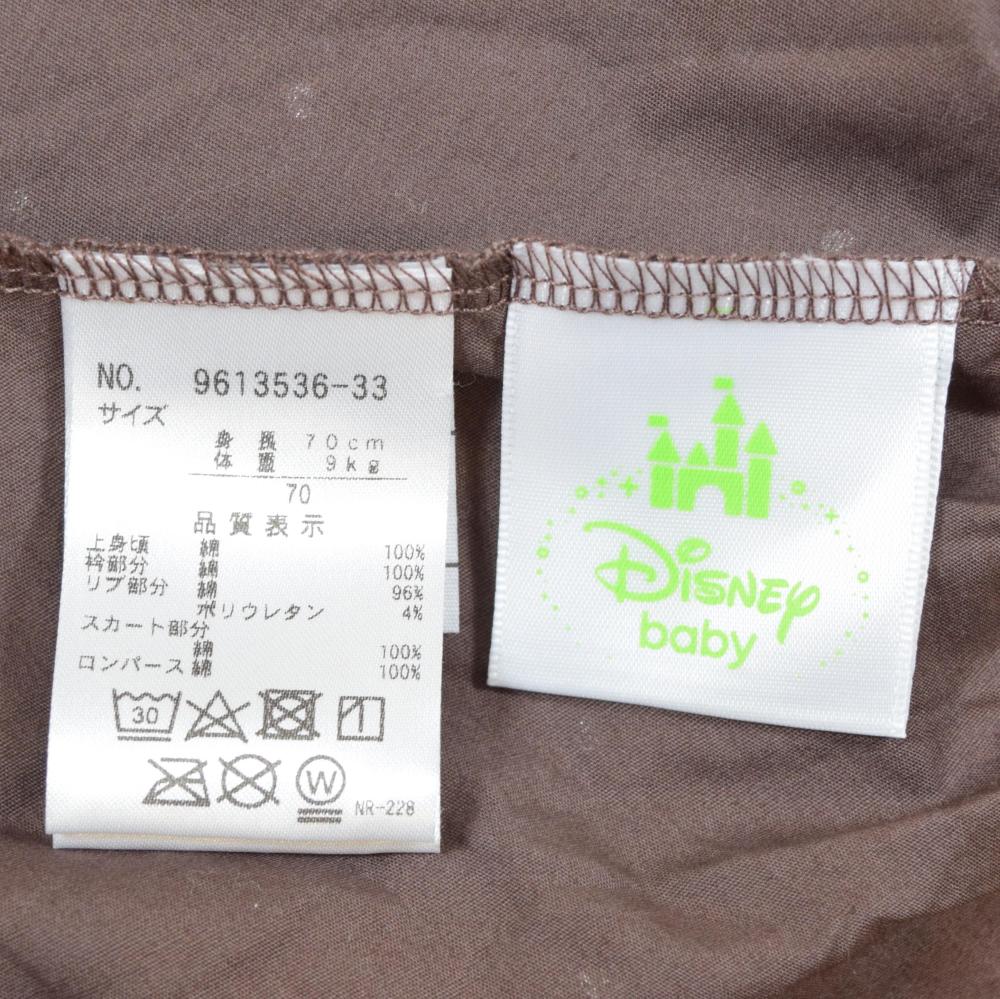 NO. 9613536-33
サイズ
身長 70cm
体重 9kg
70
品質表示
上身頃 綿 100%
衿部分 綿 100%
リブ部分 綿 96%
ポリウレタン 4%
スカート部分
綿 100%
ロンパース 綿 100%
30
W
NR-228
Disney
baby